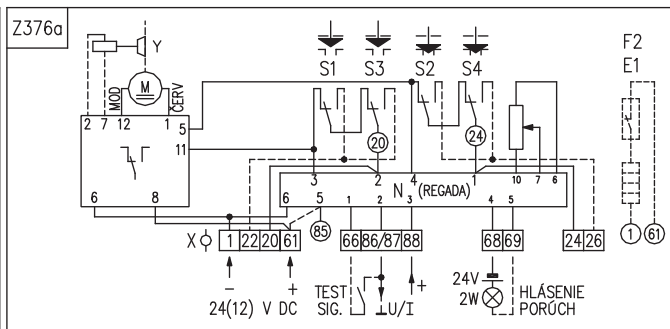 Z376a
Y
M
MOD
ČERV
2 7 12 1
5
11
6 8
S1 S3 S2 S4
F2
E1
20
24
3 2 4 1 10 7 6
N (REGADA)
6 5 1 2 3 4 5
85
X 1 22 20 61 66 86/87 88 68 69 24 26
1 61
− +
24(12) V DC
TEST
SIG.
⊥U/I
+
24V
2W
HLÁSENIE
PORÚCH